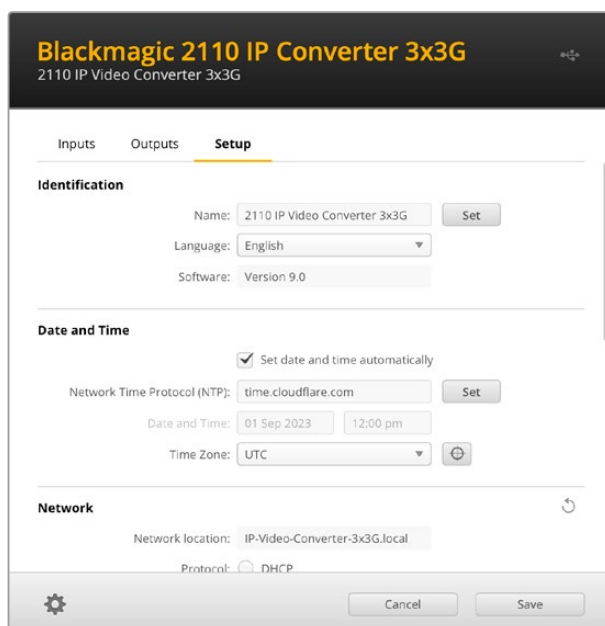 Blackmagic 2110 IP Converter 3x3G
2110 IP Video Converter 3x3G
Inputs Outputs Setup
Identification
Name: 2110 IP Video Converter 3x3G Set
Language: English
Software: Version 9.0
Date and Time
Set date and time automatically
Network Time Protocol (NTP): time.cloudflare.com Set
Date and Time: 01 Sep 2023 12:00 pm
Time Zone: UTC
Network
Network location: IP-Video-Converter-3x3G.local
Protocol: DHCP
Cancel Save